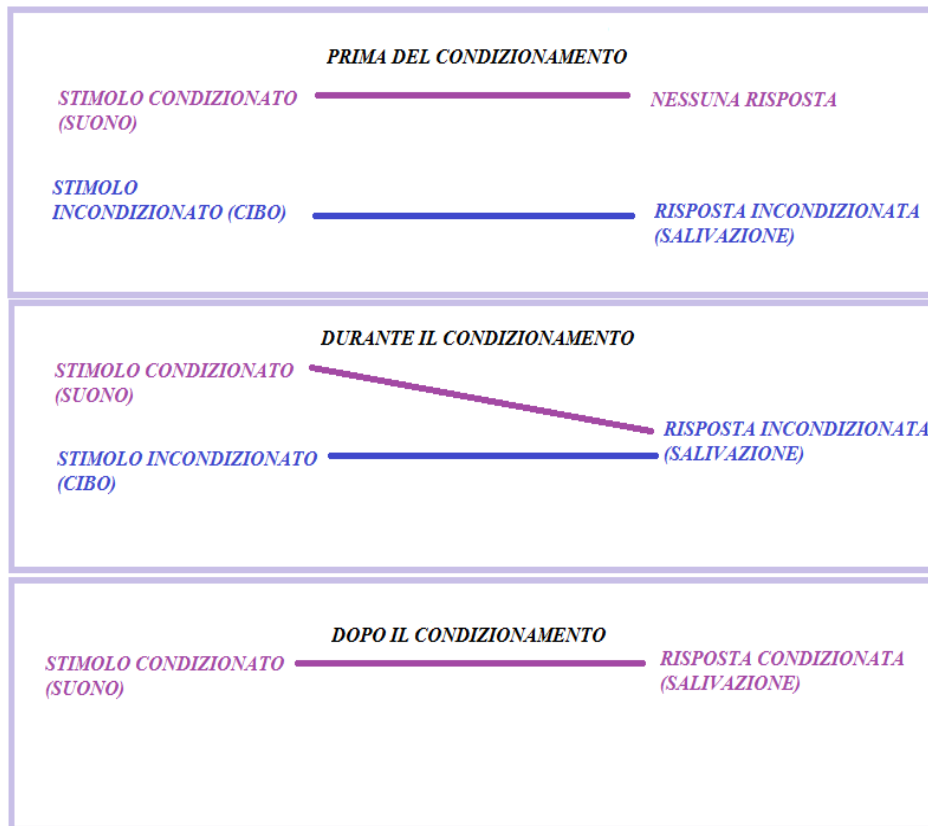 PRIMA DEL CONDIZIONAMENTO
STIMOLO CONDIZIONATO
(SUONO)
NESSUNA RISPOSTA
STIMOLO
INCONDIZIONATO (CIBO)
RISPOSTA INCONDIZIONATA
(SALIVAZIONE)
DURANTE IL CONDIZIONAMENTO
STIMOLO CONDIZIONATO
(SUONO)
STIMOLO INCONDIZIONATO
(CIBO)
RISPOSTA INCONDIZIONATA
(SALIVAZIONE)
DOPO IL CONDIZIONAMENTO
STIMOLO CONDIZIONATO
(SUONO)
RISPOSTA CONDIZIONATA
(SALIVAZIONE)